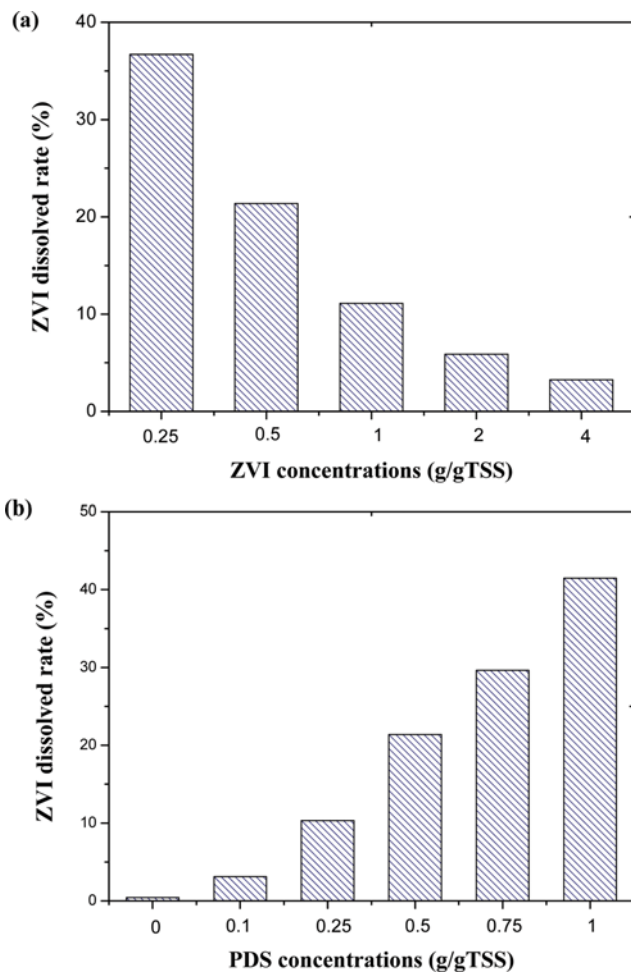 (a)
ZVI dissolved rate (%)
40
30
20
10
0
0.25 0.5 1 2 4
ZVI concentrations (g/gTSS)
(b)
ZVI dissolved rate (%)
50
40
30
20
10
0
0 0.1 0.25 0.5 0.75 1
PDS concentrations (g/gTSS)